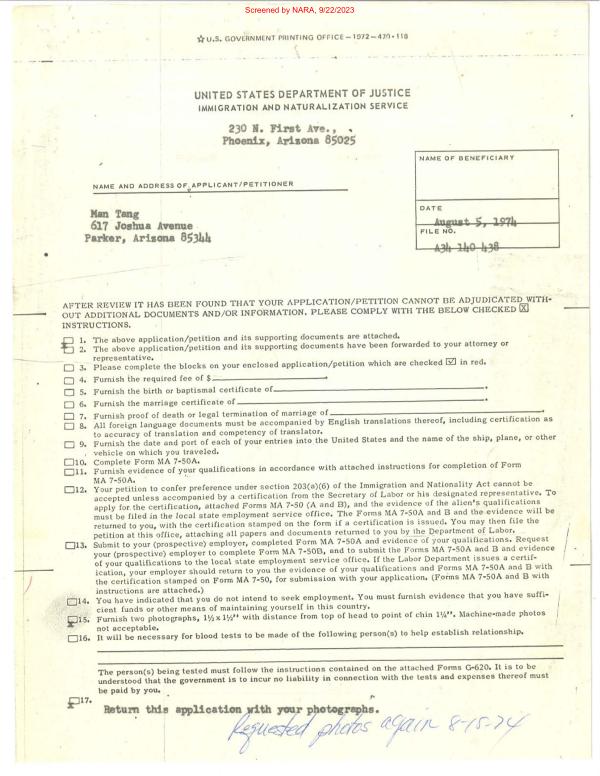 Screened by NARA, 9/22/2023
☆ U.S. GOVERNMENT PRINTING OFFICE—1972—470-118
UNITED STATES DEPARTMENT OF JUSTICE
IMMIGRATION AND NATURALIZATION SERVICE
230 N. First Ave.,
Phoenix, Arizona 85025
NAME OF BENEFICIARY
NAME AND ADDRESS OF APPLICANT/PETITIONER
DATE
August 5, 1974
FILE NO.
A34 140 438
Man Tang
617 Joshua Avenue
Parker, Arizona 85344
AFTER REVIEW IT HAS BEEN FOUND THAT YOUR APPLICATION/PETITION CANNOT BE ADJUDICATED WITH-
OUT ADDITIONAL DOCUMENTS AND/OR INFORMATION. PLEASE COMPLY WITH THE BELOW CHECKED ☒
INSTRUCTIONS.
1. The above application/petition and its supporting documents are attached.
2. The above application/petition and its supporting documents have been forwarded to your attorney or
representative.
3. Please complete the blocks on your enclosed application/petition which are checked ☑ in red.
4. Furnish the required fee of $ .
5. Furnish the birth or baptismal certificate of .
6. Furnish the marriage certificate of .
7. Furnish proof of death or legal termination of marriage of .
8. All foreign language documents must be accompanied by English translations thereof, including certification as
to accuracy of translation and competency of translator.
9. Furnish the date and port of each of your entries into the United States and the name of the ship, plane, or other
vehicle on which you traveled.
10. Complete Form MA 7-50A.
11. Furnish evidence of your qualifications in accordance with attached instructions for completion of Form
MA 7-50A.
12. Your petition to confer preference under section 203(a)(6) of the Immigration and Nationality Act cannot be
accepted unless accompanied by a certification from the Secretary of Labor or his designated representative. To
apply for the certification, attached Forms MA 7-50 (A and B), and the evidence of the alien's qualifications
must be filed in the local state employment service office. The Forms MA 7-50A and B and the evidence will be
returned to you, with the certification stamped on the form if a certification is issued. You may then file the
petition at this office, attaching all papers and documents returned to you by the Department of Labor.
13. Submit to your (prospective) employer, completed Form MA 7-50A and evidence of your qualifications. Request
your (prospective) employer to complete Form MA 7-50B, and to submit the Forms MA 7-50A and B and evidence
of your qualifications to the local state employment service office. If the Labor Department issues a certif-
ication, your employer should return to you the evidence of your qualifications and Forms MA 7-50A and B with
the certification stamped on Form MA 7-50, for submission with your application. (Forms MA 7-50A and B with
instructions are attached.)
14. You have indicated that you do not intend to seek employment. You must furnish evidence that you have suffi-
cient funds or other means of maintaining yourself in this country.
15. Furnish two photographs, 1½ x 1½" with distance from top of head to point of chin 1¼". Machine-made photos
not acceptable.
16. It will be necessary for blood tests to be made of the following person(s) to help establish relationship.
The person(s) being tested must follow the instructions contained on the attached Forms G-620. It is to be
understood that the government is to incur no liability in connection with the tests and expenses thereof must
be paid by you.
17.
Return this application with your photographs.
Requested photos again 8-15-74